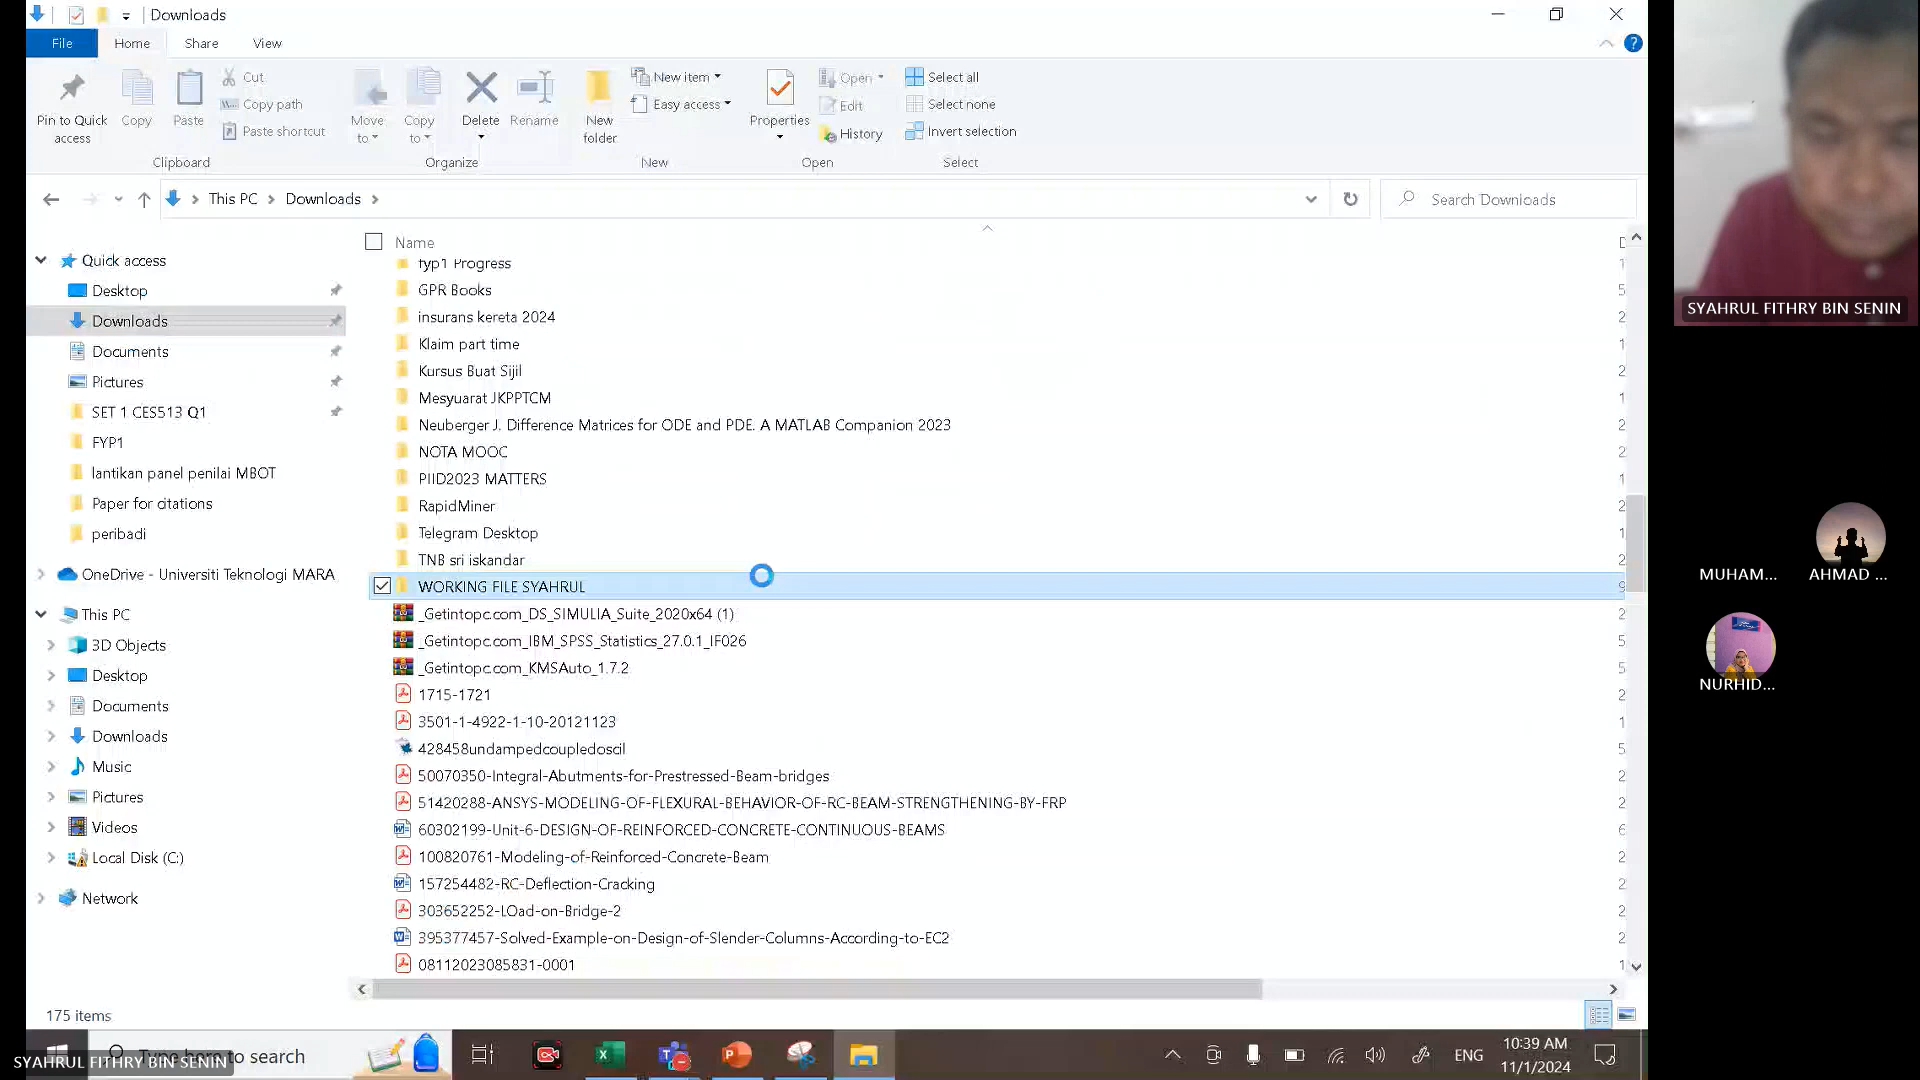 Downloads
File Home Share View
Pin to Quick access
Copy
Paste
Cut
Copy path
Paste shortcut
Clipboard
Move to
Copy to
Delete
Rename
Organize
New folder
New item
Easy access
New
Properties
Open
Edit
History
Open
Select all
Select none
Invert selection
Select
This PC Downloads
Search Downloads
Quick access
Desktop
Downloads
Documents
Pictures
SET 1 CES513 Q1
FYP1
lantikan panel penilai MBOT
Paper for citations
peribadi
OneDrive - Universiti Teknologi MARA
This PC
3D Objects
Desktop
Documents
Downloads
Music
Pictures
Videos
Local Disk (C:)
Network
Name
fyp1 Progress
GPR Books
insurans kereta 2024
Klaim part time
Kursus Buat Sijil
Mesyuarat JKPPTCM
Neuberger J. Difference Matrices for ODE and PDE. A MATLAB Companion 2023
NOTA MOOC
PIID2023 MATTERS
RapidMiner
Telegram Desktop
TNB sri iskandar
WORKING FILE SYAHRUL
_Getintopc.com_DS_SIMULIA_Suite_2020x64 (1)
_Getintopc.com_IBM_SPSS_Statistics_27.0.1_IF026
_Getintopc.com_KMSAuto_1.7.2
1715-1721
3501-1-4922-1-10-20121123
428458undampedcoupledoscil
50070350-Integral-Abutments-for-Prestressed-Beam-bridges
51420288-ANSYS-MODELING-OF-FLEXURAL-BEHAVIOR-OF-RC-BEAM-STRENGTHENING-BY-FRP
60302199-Unit-6-DESIGN-OF-REINFORCED-CONCRETE-CONTINUOUS-BEAMS
100820761-Modeling-of-Reinforced-Concrete-Beam
157254482-RC-Deflection-Cracking
303652252-LOad-on-Bridge-2
395377457-Solved-Example-on-Design-of-Slender-Columns-According-to-EC2
08112023085831-0001
175 items
Type here to search
SYAHRUL FITHRY BIN SENIN
ENG
10:39 AM
11/1/2024
SYAHRUL FITHRY BIN SENIN
MUHAM...
AHMAD ...
NURHID...